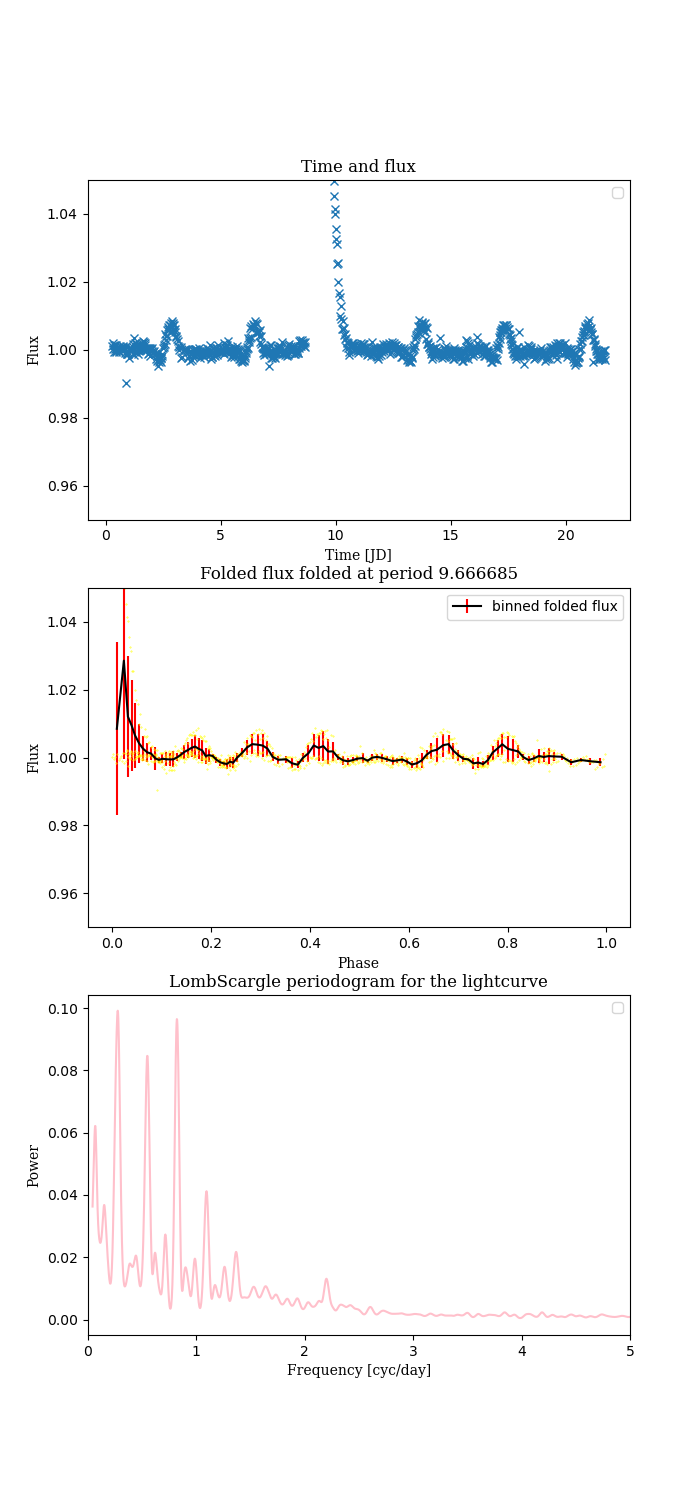 Time and flux
1.04
1.02
1.00
0.98
0.96
Flux
0 5 10 15 20
Time [JD]
Folded flux folded at period 9.666685
binned folded flux
1.04
1.02
1.00
0.98
0.96
Flux
0.0 0.2 0.4 0.6 0.8 1.0
Phase
LombScargle periodogram for the lightcurve
0.10
0.08
0.06
0.04
0.02
0.00
Power
0 1 2 3 4 5
Frequency [cyc/day]